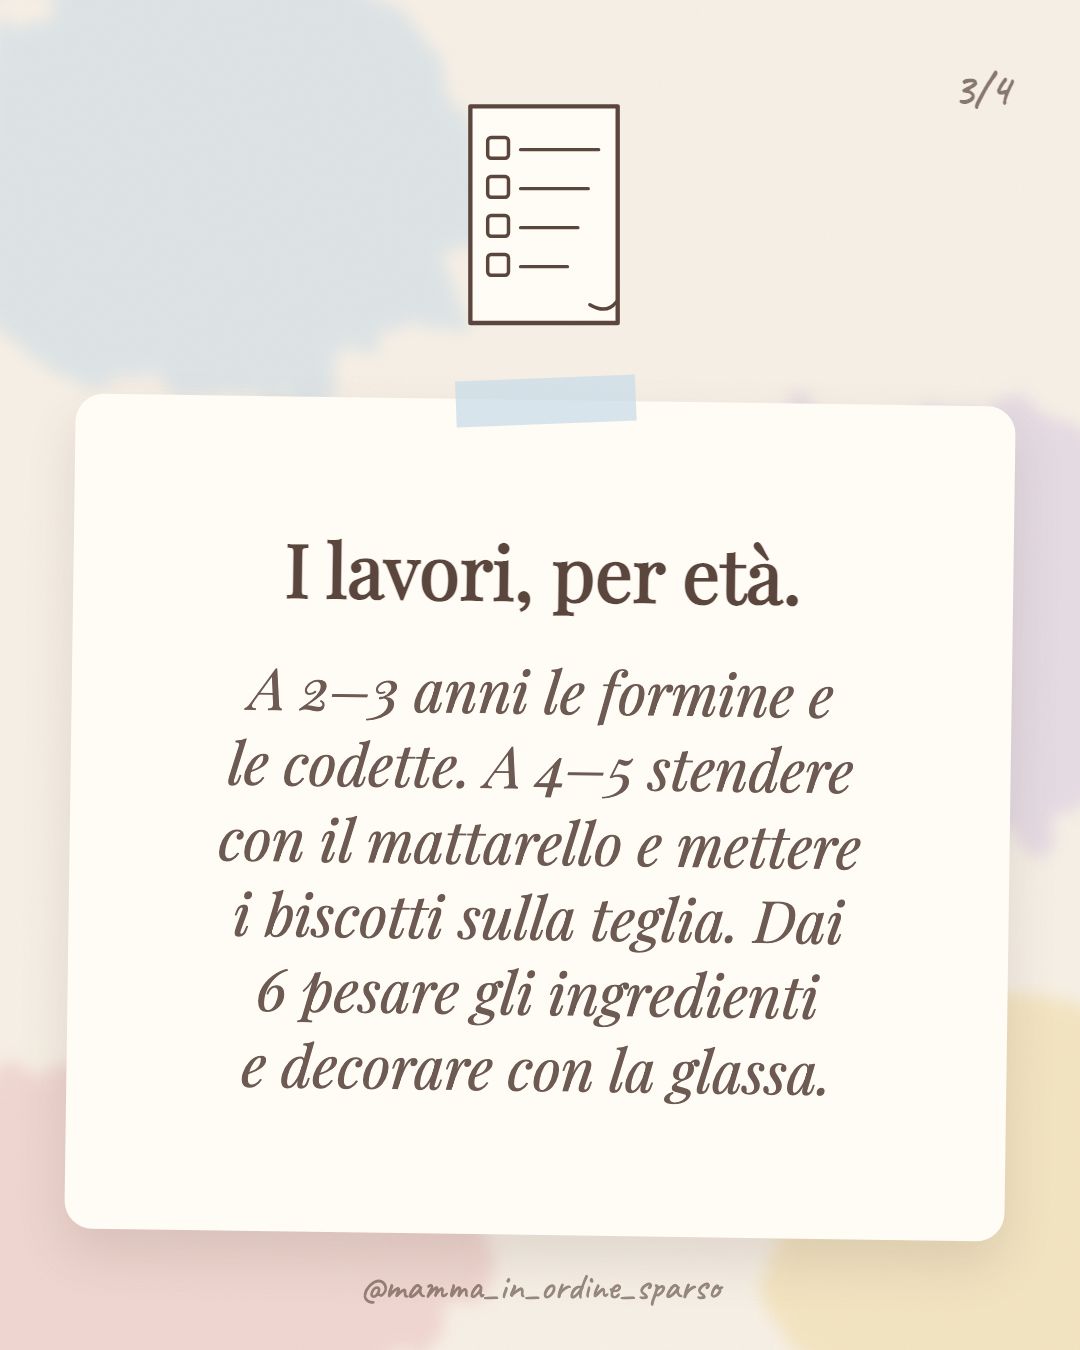 3/4
I lavori, per età.
A 2–3 anni le formine e
le codette. A 4–5 stendere
con il mattarello e mettere
i biscotti sulla teglia. Dai
6 pesare gli ingredienti
e decorare con la glassa.
@mamma_in_ordine_sparso